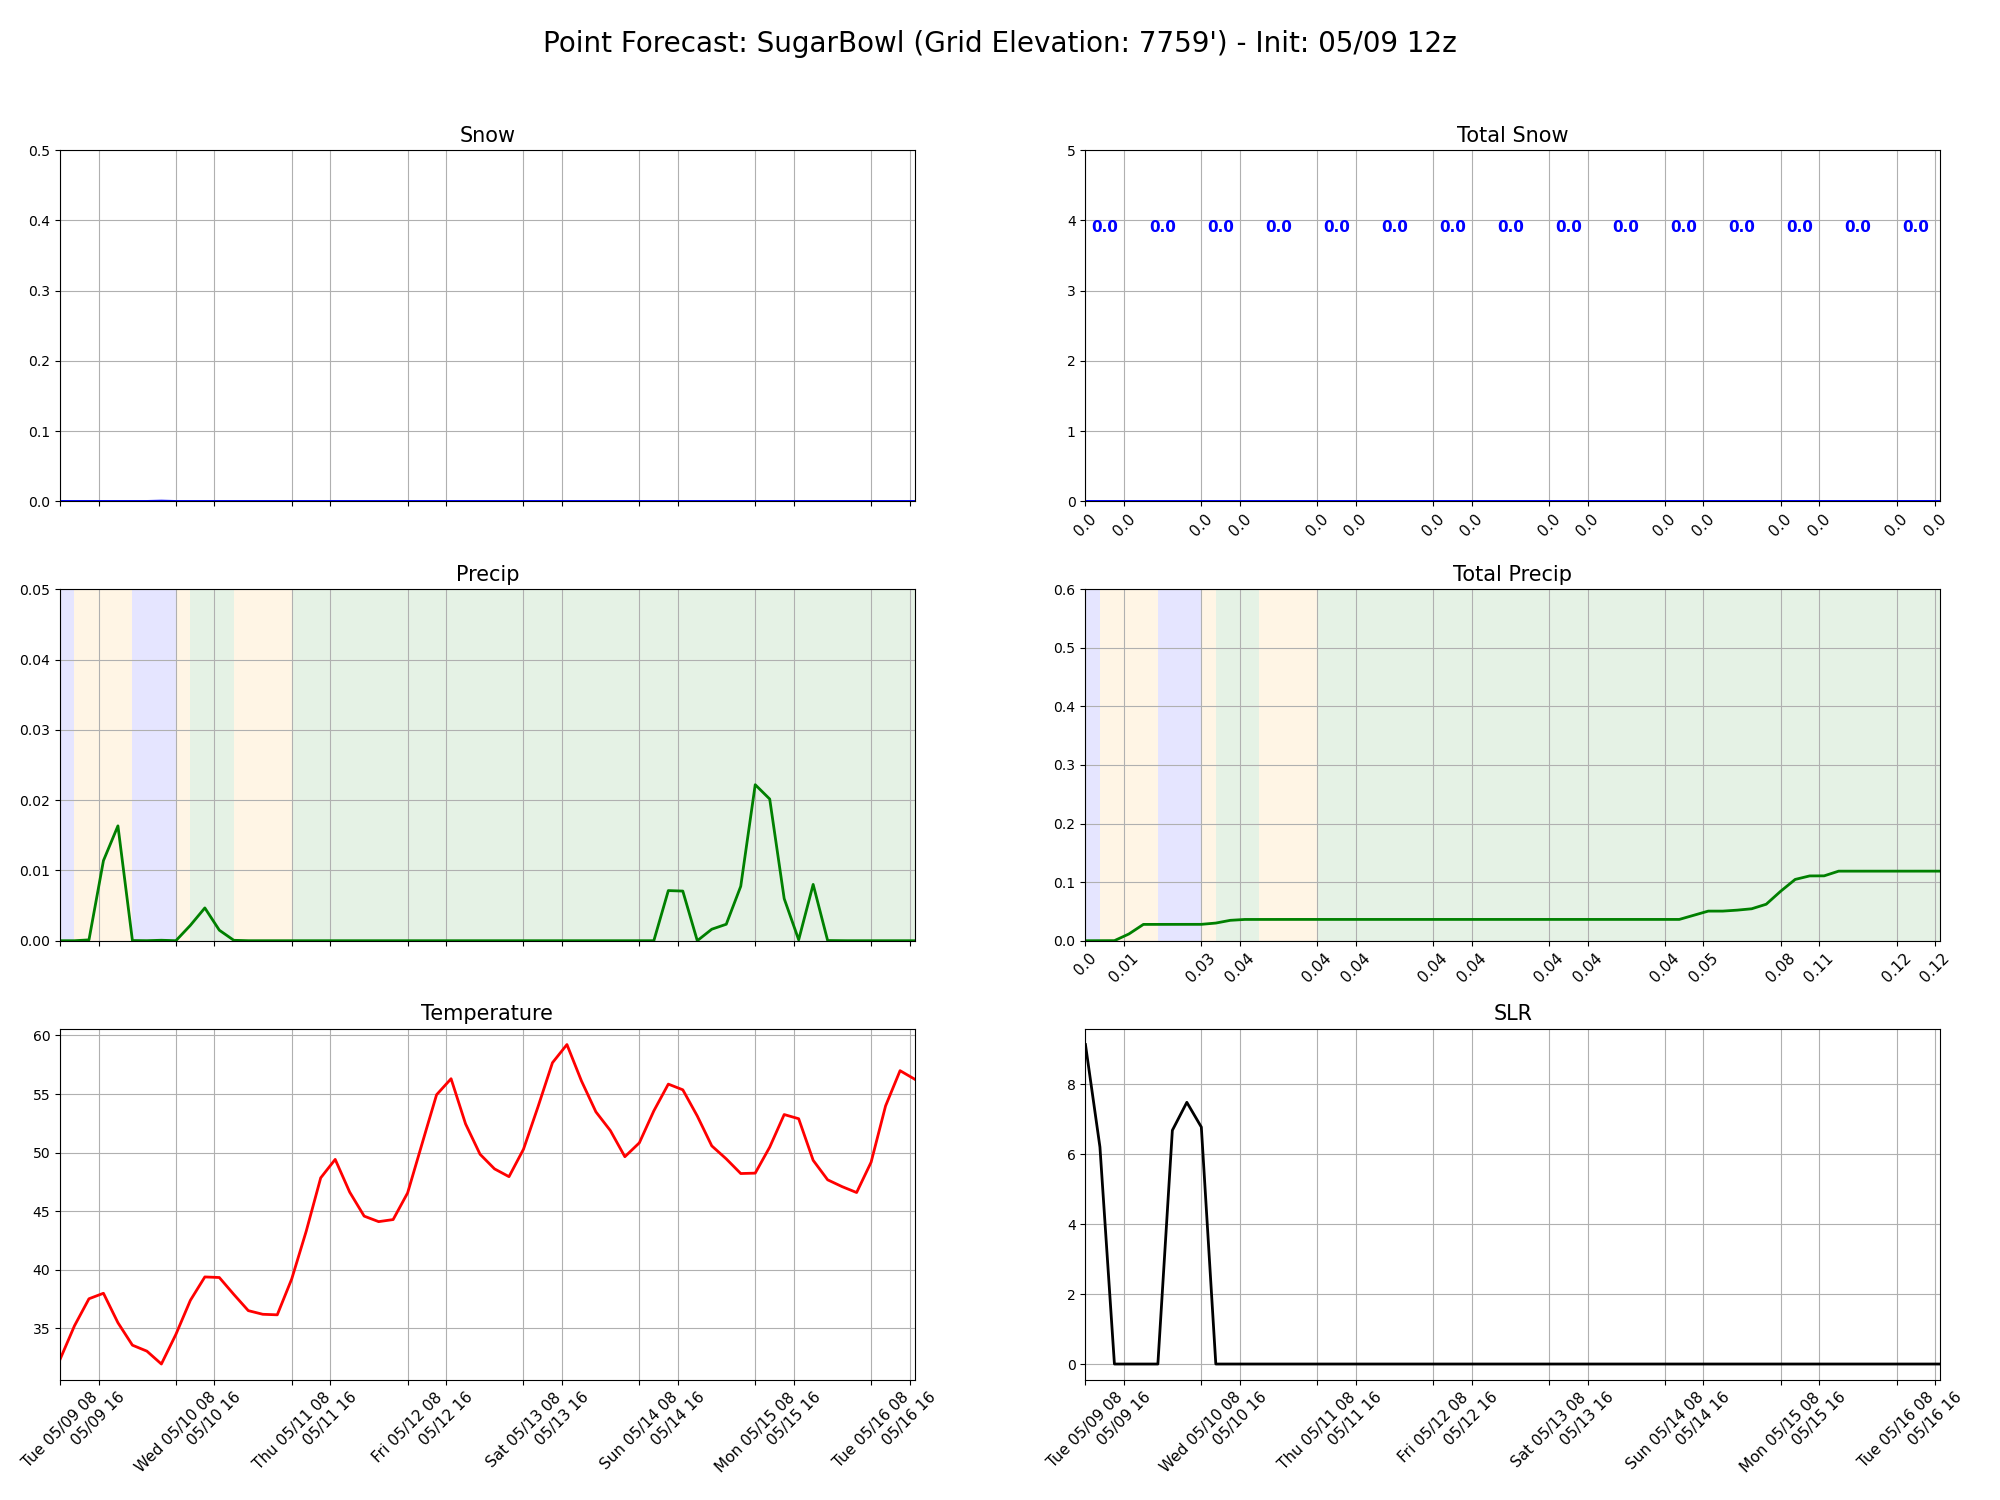 Point Forecast: SugarBowl (Grid Elevation: 7759') - Init: 05/09 12z
Snow
0.5
0.4
0.3
0.2
0.1
0.0
Total Snow
5
4
3
2
1
0
0.0 0.0 0.0 0.0 0.0 0.0 0.0 0.0 0.0 0.0 0.0 0.0 0.0 0.0 0.0
0.0 0.0 0.0 0.0 0.0 0.0 0.0 0.0 0.0 0.0 0.0 0.0 0.0 0.0 0.0 0.0
Precip
0.05
0.04
0.03
0.02
0.01
0.00
Total Precip
0.6
0.5
0.4
0.3
0.2
0.1
0.0
0.0 0.01 0.03 0.04 0.04 0.04 0.04 0.04 0.04 0.04 0.04 0.05 0.08 0.11 0.12 0.12
Temperature
60
55
50
45
40
35
Tue 05/09 08
05/09 16
Wed 05/10 08
05/10 16
Thu 05/11 08
05/11 16
Fri 05/12 08
05/12 16
Sat 05/13 08
05/13 16
Sun 05/14 08
05/14 16
Mon 05/15 08
05/15 16
Tue 05/16 08
05/16 16
SLR
8
6
4
2
0
Tue 05/09 08
05/09 16
Wed 05/10 08
05/10 16
Thu 05/11 08
05/11 16
Fri 05/12 08
05/12 16
Sat 05/13 08
05/13 16
Sun 05/14 08
05/14 16
Mon 05/15 08
05/15 16
Tue 05/16 08
05/16 16